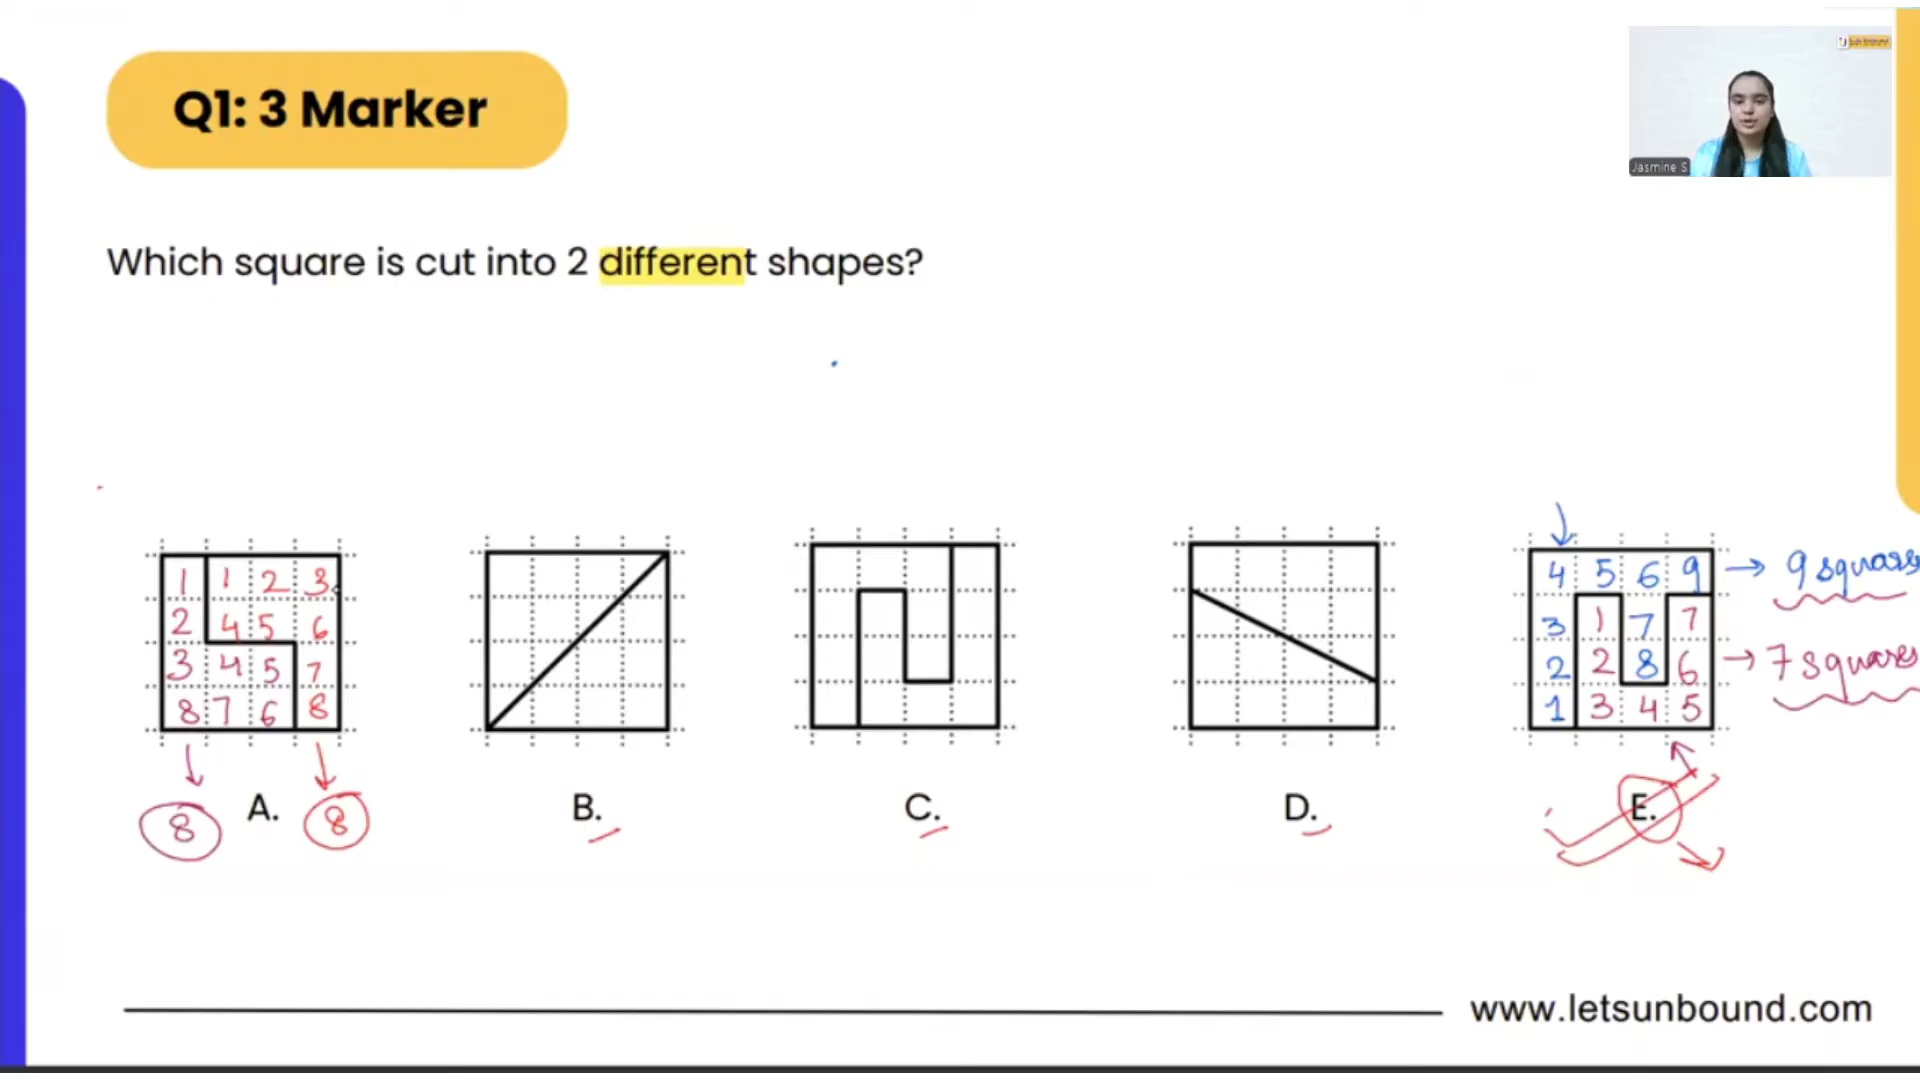 Q1: 3 Marker
Jasmine S
Which square is cut into 2 different shapes?
1 1 2 3
2 4 5 6
3 4 5 7
8 7 6 8
4 5 6 9 → 9 squares
3 1 7 7
2 2 8 6 → 7 squares
1 3 4 5
8 A. 8 B. C. D. E.
www.letsunbound.com